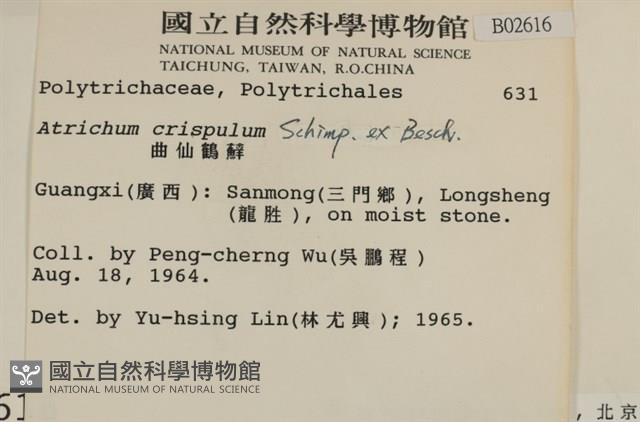 國立自然科學博物館 B02616
NATIONAL MUSEUM OF NATURAL SCIENCE
TAICHUNG, TAIWAN, R.O.CHINA
Polytrichaceae, Polytrichales 631
Atrichum crispulum Schimp. ex Besch.
曲仙鶴蘚
Guangxi(廣西): Sanmong(三門鄉), Longsheng
(龍胜), on moist stone.
Coll. by Peng-cherng Wu(吳鵬程)
Aug. 18, 1964.
Det. by Yu-hsing Lin(林尤興); 1965.
國立自然科學博物館
NATIONAL MUSEUM OF NATURAL SCIENCE
61
, 北京